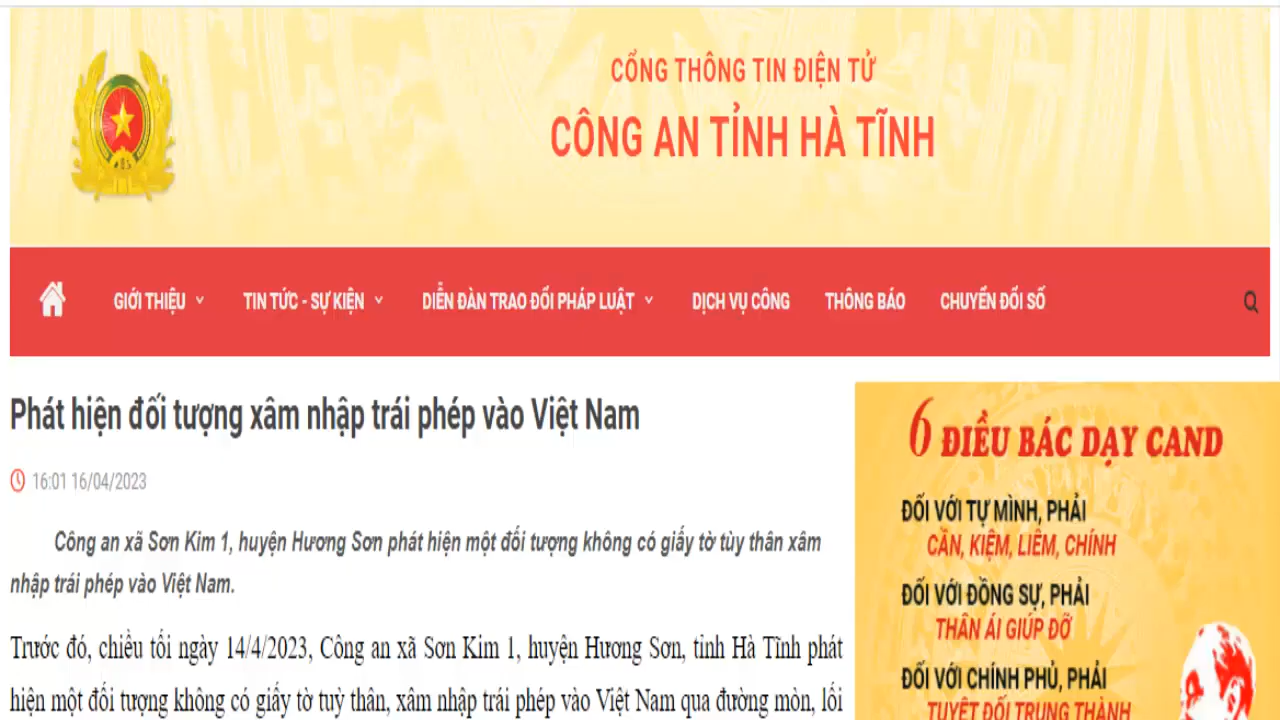 CỔNG THÔNG TIN ĐIỆN TỬ
CÔNG AN TỈNH HÀ TĨNH
GIỚI THIỆU
TIN TỨC - SỰ KIỆN
DIỄN ĐÀN TRAO ĐỔI PHÁP LUẬT
DỊCH VỤ CÔNG
THÔNG BÁO
CHUYỂN ĐỔI SỐ
Phát hiện đối tượng xâm nhập trái phép vào Việt Nam
16:01 16/04/2023
Công an xã Sơn Kim 1, huyện Hương Sơn phát hiện một đối tượng không có giấy tờ tùy thân xâm
nhập trái phép vào Việt Nam.
Trước đó, chiều tối ngày 14/4/2023, Công an xã Sơn Kim 1, huyện Hương Sơn, tỉnh Hà Tĩnh phát
hiện một đối tượng không có giấy tờ tuỳ thân, xâm nhập trái phép vào Việt Nam qua đường mòn, lối
6 ĐIỀU BÁC DẠY CAND
ĐỐI VỚI TỰ MÌNH, PHẢI
CẦN, KIỆM, LIÊM, CHÍNH
ĐỐI VỚI ĐỒNG SỰ, PHẢI
THÂN ÁI GIÚP ĐỠ
ĐỐI VỚI CHÍNH PHỦ, PHẢI
TUYỆT ĐỐI TRUNG THÀNH